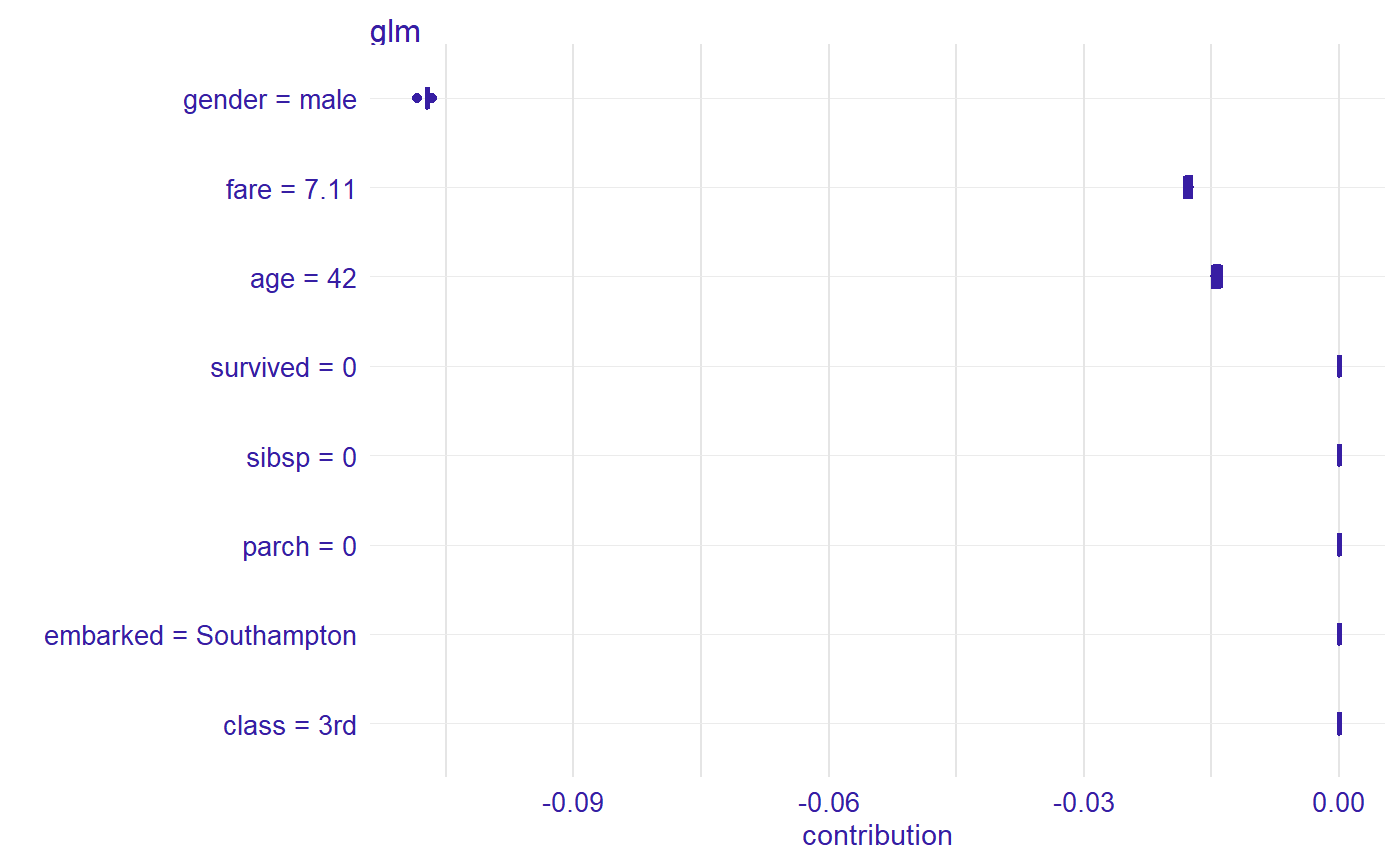 glm
gender = male
fare = 7.11
age = 42
survived = 0
sibsp = 0
parch = 0
embarked = Southampton
class = 3rd
-0.09 -0.06 -0.03 0.00
contribution